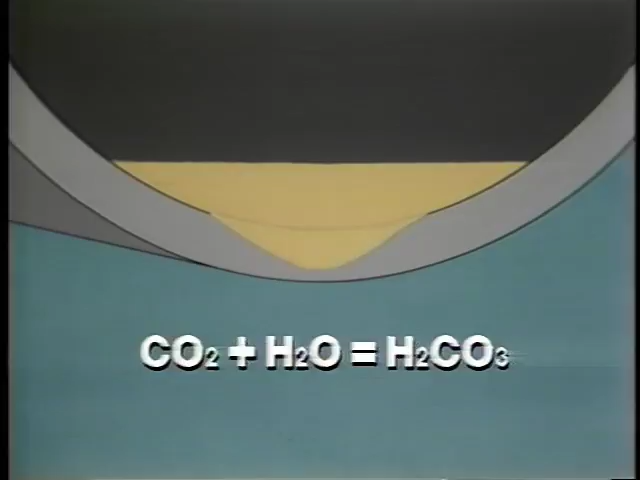 CO₂ + H₂O = H₂CO₃